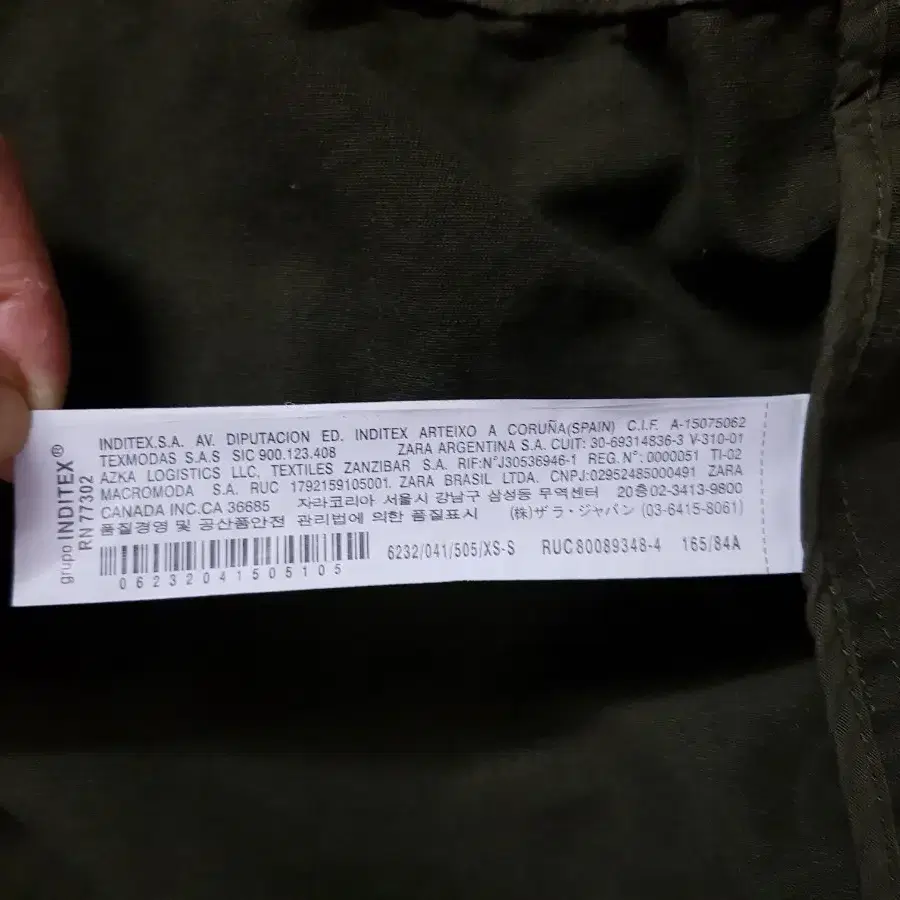 grupo INDITEX®
RN 77302
INDITEX.S.A. AV. DIPUTACION ED. INDITEX ARTEIXO A CORUÑA(SPAIN) C.I.F. A-15075062
TEXMODAS S.A.S SIC 900.123.408 ZARA ARGENTINA S.A. CUIT: 30-69314836-3 V-310-01
AZKA LOGISTICS LLC, TEXTILES ZANZIBAR S.A. RIF:N°J30536946-1 REG.N°: 0000051 TI-02
MACROMODA S.A. RUC 1792159105001. ZARA BRASIL LTDA. CNPJ:02952485000491 ZARA
CANADA INC.CA 36685 자라코리아 서울시 강남구 삼성동 무역센터 20층02-3413-9800
품질경영 및 공산품안전 관리법에 의한 품질표시 (株)ザラ・ジャパン (03-6415-8061)
6232/041/505/XS-S RUC80089348-4 165/84A
06232041505105